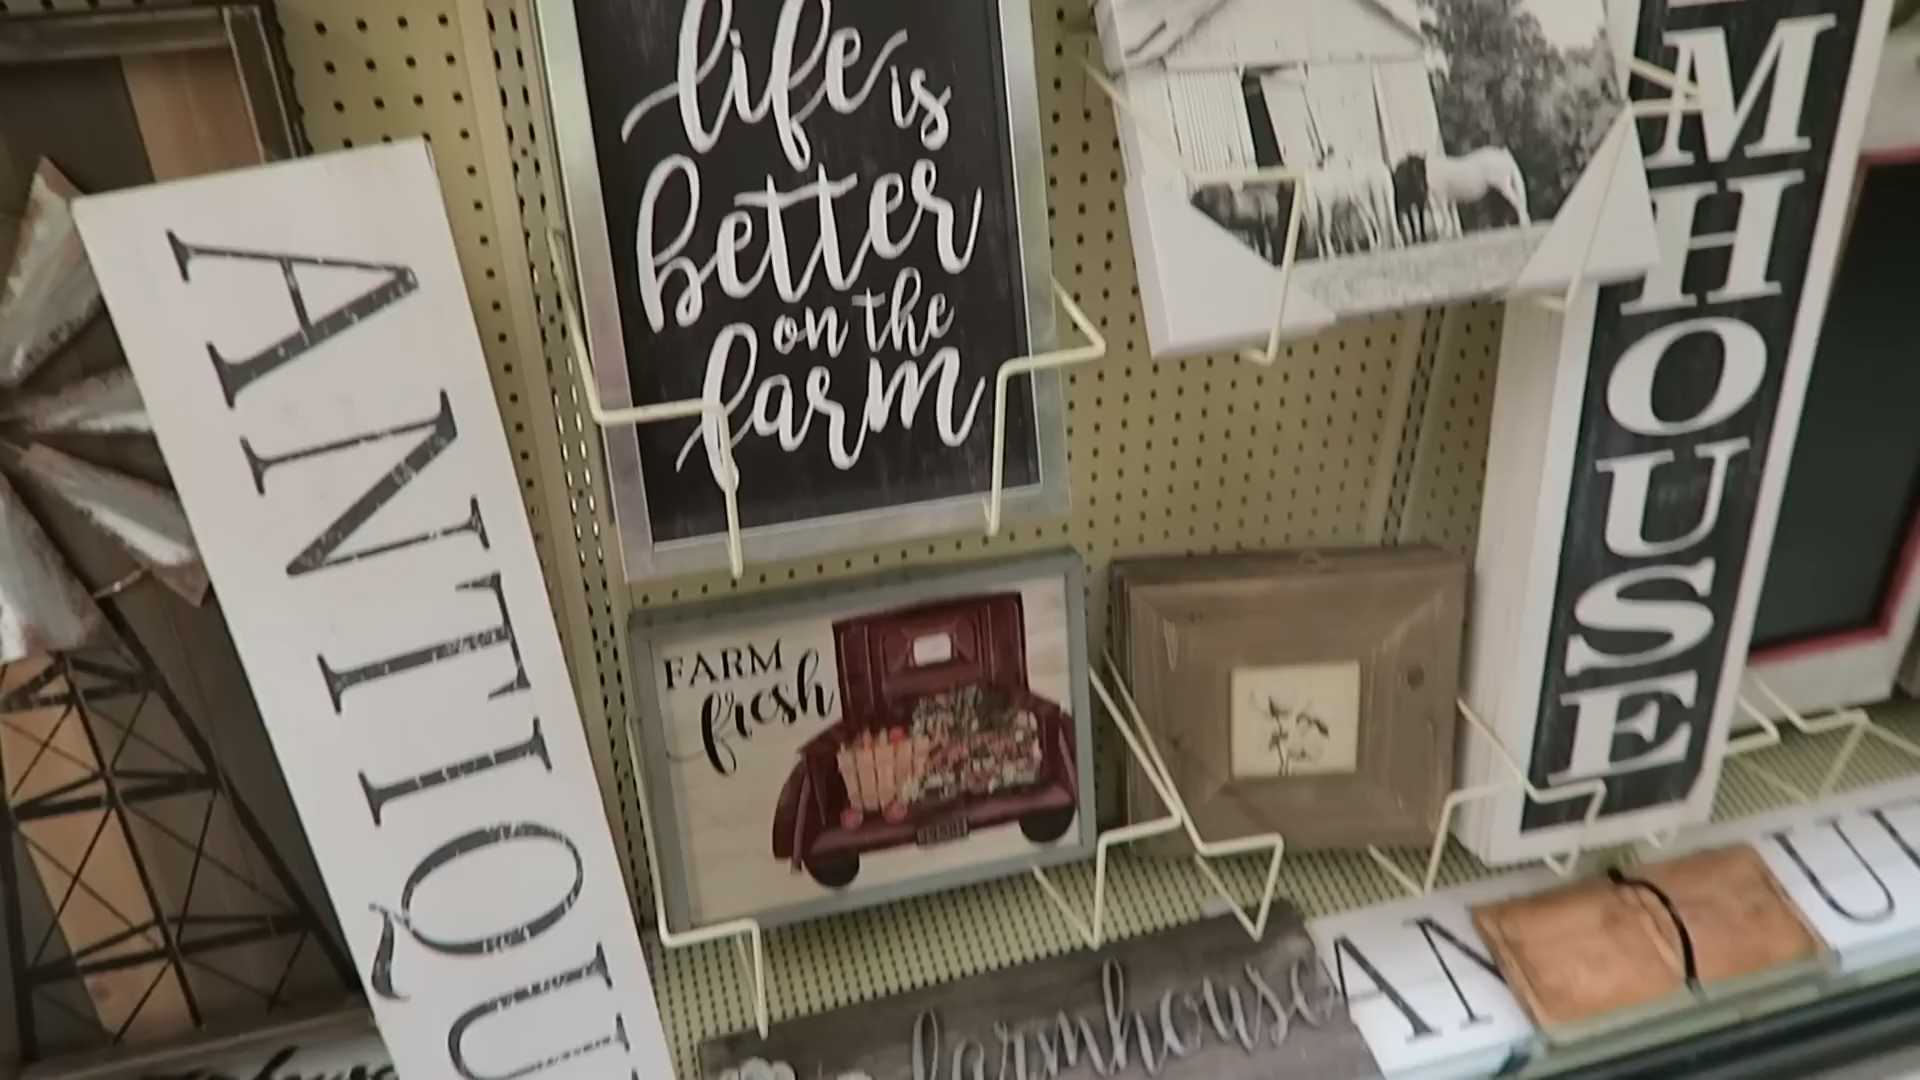 ANTIQU
life is
better
on the
farm
MHOUSE
FARM
fresh
farmhouse
AN
U